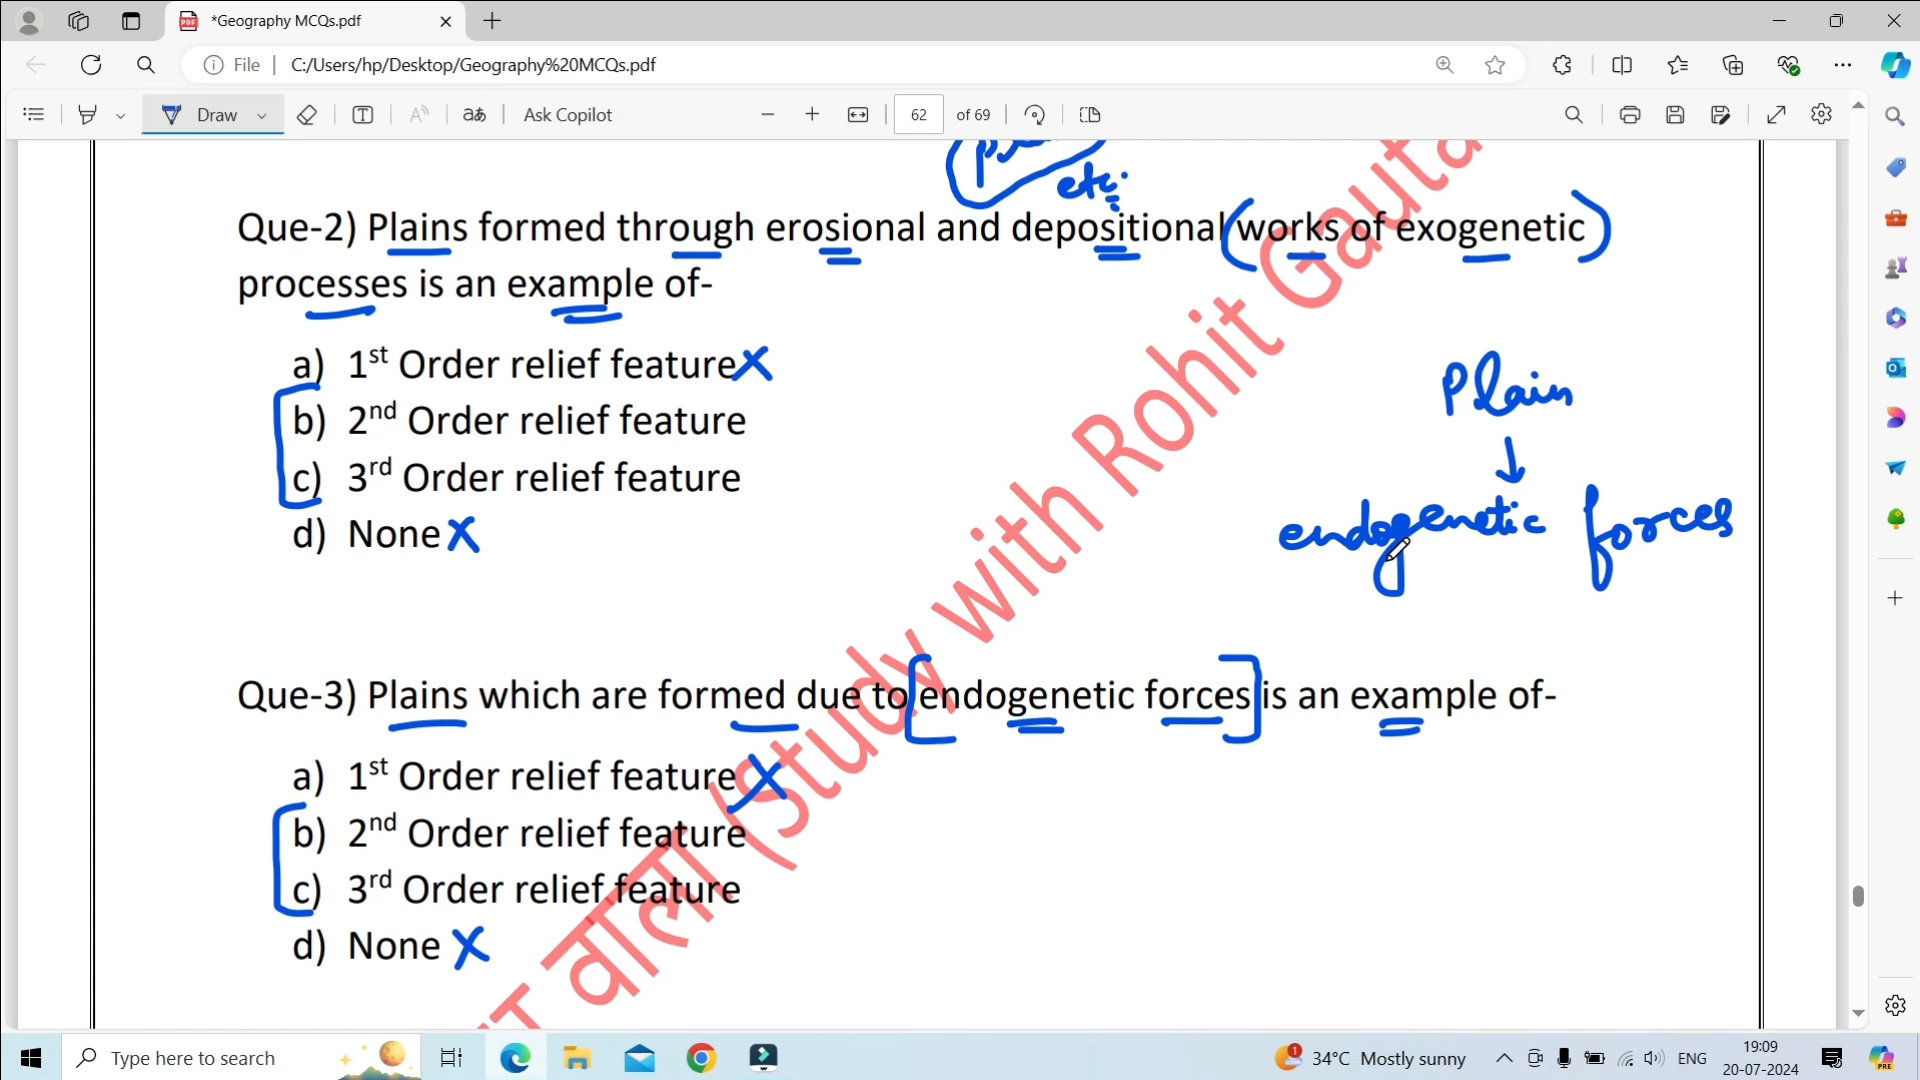 *Geography MCQs.pdf
File
C:/Users/hp/Desktop/Geography%20MCQs.pdf
Draw
Ask Copilot
62
of 69
etc.
Que-2) Plains formed through erosional and depositional works of exogenetic
processes is an example of-
a) 1st Order relief feature X
b) 2nd Order relief feature
c) 3rd Order relief feature
d) None X
Plain
endogenetic forces
Que-3) Plains which are formed due to endogenetic forces is an example of-
a) 1st Order relief feature X
b) 2nd Order relief feature
c) 3rd Order relief feature
d) None X
वाला (Study with Rohit
Type here to search
1
34°C Mostly sunny
ENG
19:09
20-07-2024
PRE